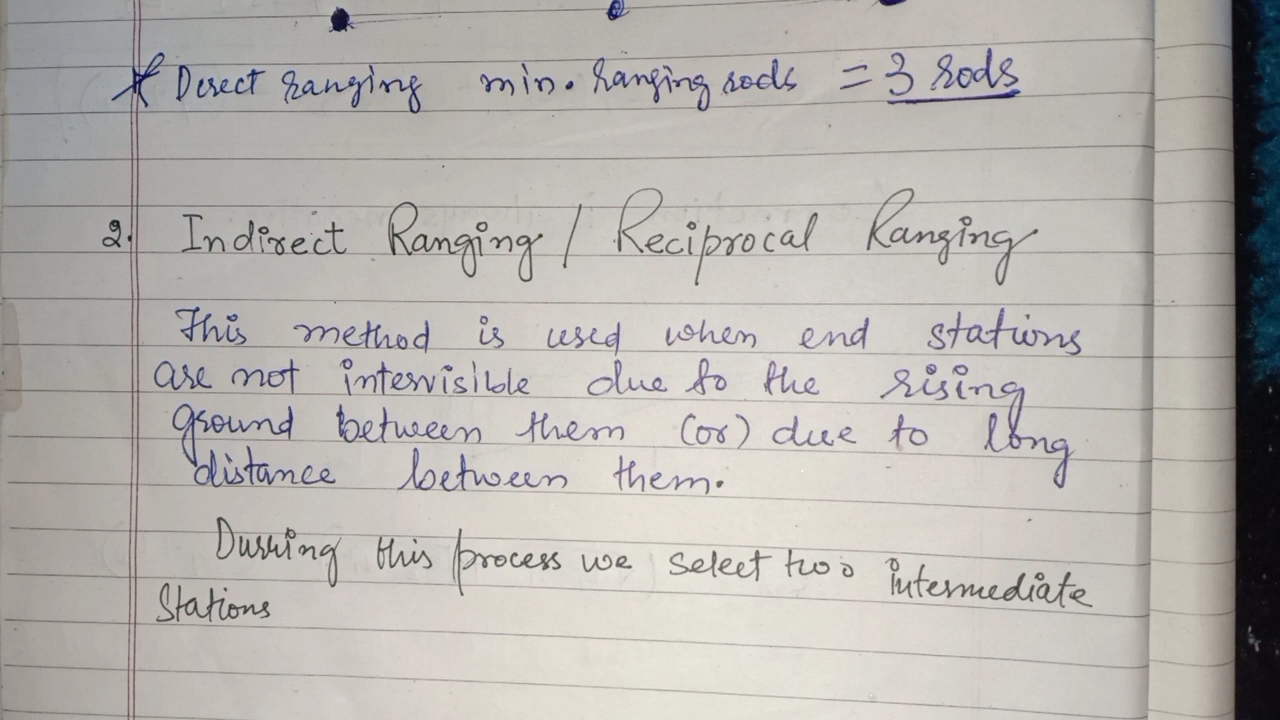 * Direct ranging min. ranging rods = 3 rods
2. Indirect Ranging / Reciprocal Ranging
This method is used when end stations
are not intervisible due to the rising
ground between them (or) due to long
distance between them.
Durring this process we select two intermediate
Stations